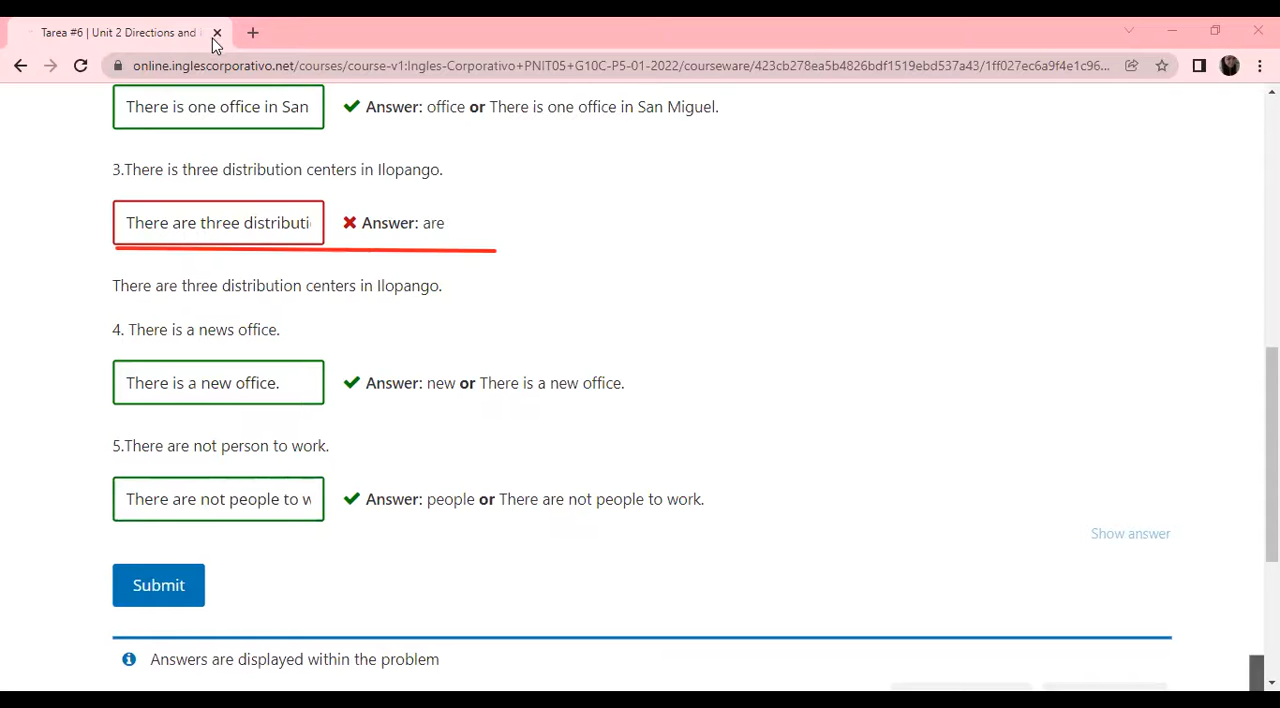 Tarea #6 | Unit 2 Directions and
online.inglescorporativo.net/courses/course-v1:Ingles-Corporativo+PNIT05+G10C-P5-01-2022/courseware/423cb278ea5b4826bdf1519ebd537a43/1ff027ec6a9f4e1c96...
There is one office in San
Answer: office or There is one office in San Miguel.
3.There is three distribution centers in Ilopango.
There are three distributi
Answer: are
There are three distribution centers in Ilopango.
4. There is a news office.
There is a new office.
Answer: new or There is a new office.
5.There are not person to work.
There are not people to w
Answer: people or There are not people to work.
Show answer
Submit
Answers are displayed within the problem